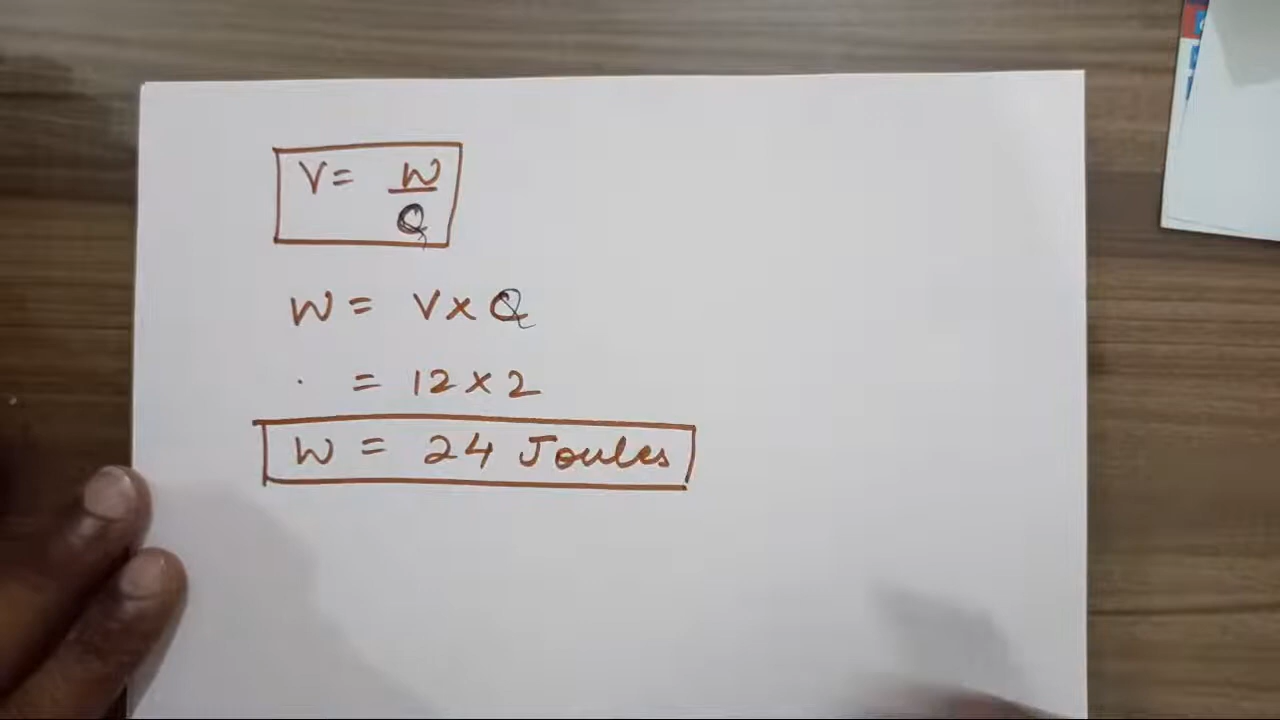 V = W/Q
W = V x Q
= 12 x 2
W = 24 Joules